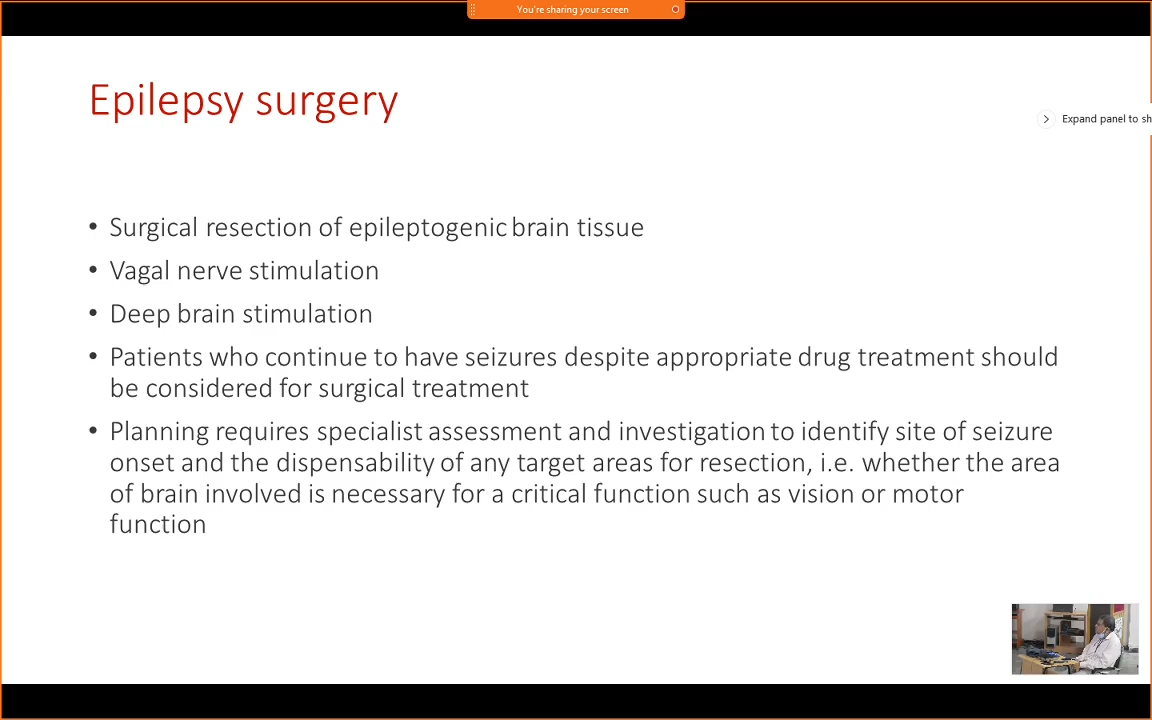 You're sharing your screen
Epilepsy surgery
Expand panel to sh
• Surgical resection of epileptogenic brain tissue
• Vagal nerve stimulation
• Deep brain stimulation
• Patients who continue to have seizures despite appropriate drug treatment should
be considered for surgical treatment
• Planning requires specialist assessment and investigation to identify site of seizure
onset and the dispensability of any target areas for resection, i.e. whether the area
of brain involved is necessary for a critical function such as vision or motor
function